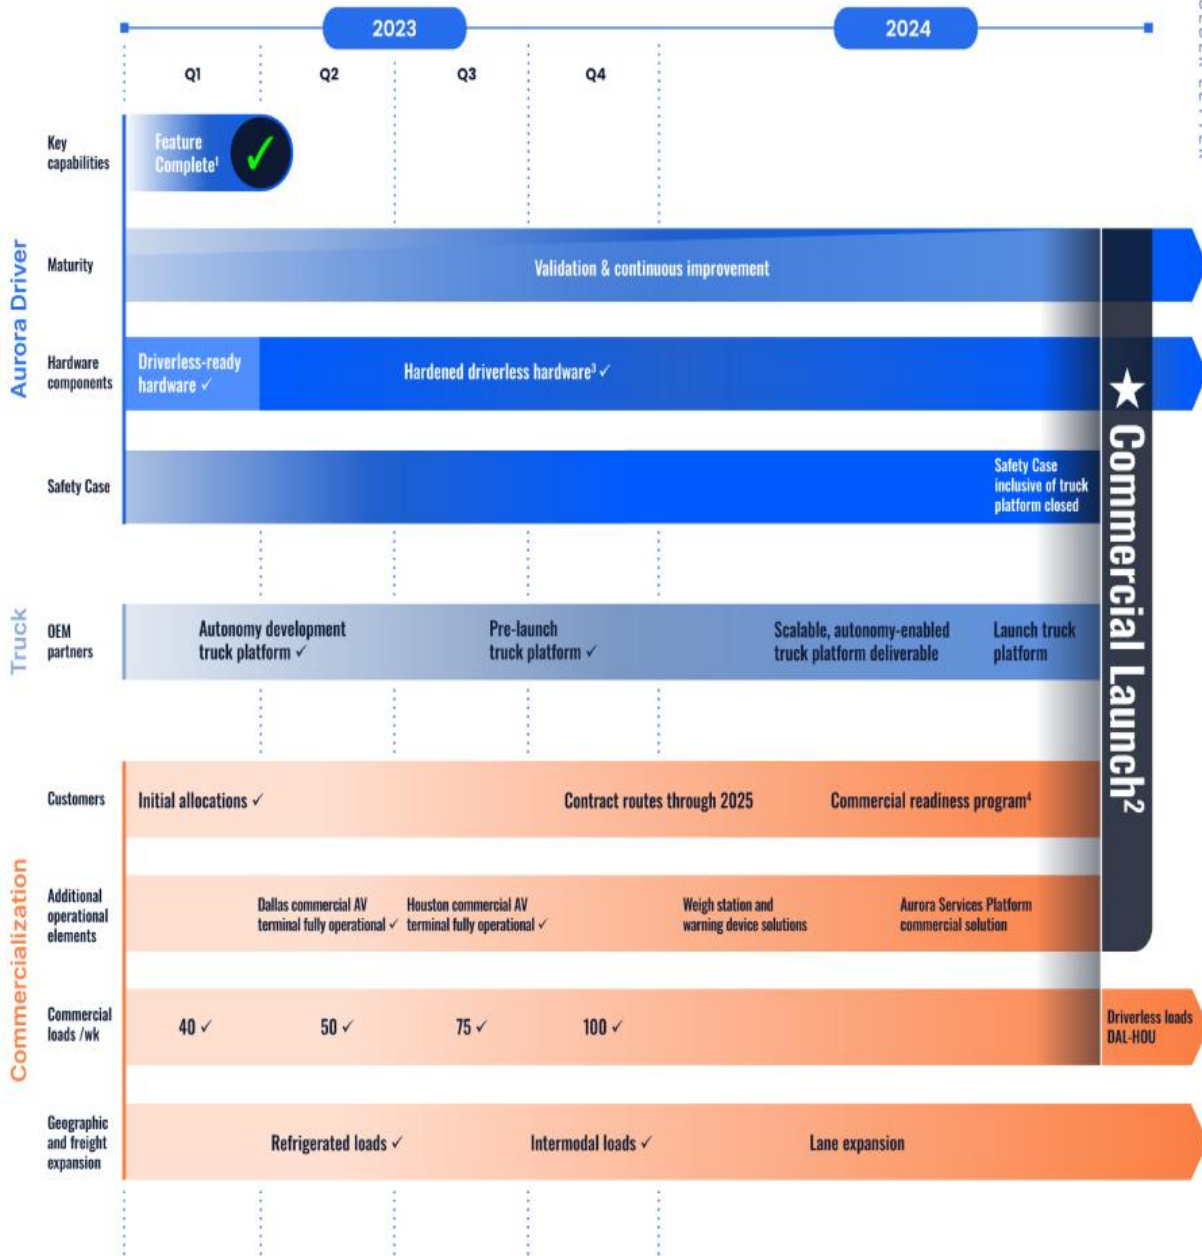 2023
2024
Q1
Q2
Q3
Q4
Aurora Driver
Key
capabilities
Feature
Complete¹
✓
Maturity
Validation & continuous improvement
Hardware
components
Driverless-ready
hardware ✓
Hardened driverless hardware³ ✓
Safety Case
Safety Case
inclusive of truck
platform closed
★ Commercial Launch²
Truck
OEM
partners
Autonomy development
truck platform ✓
Pre-launch
truck platform ✓
Scalable, autonomy-enabled
truck platform deliverable
Launch truck
platform
Commercialization
Customers
Initial allocations ✓
Contract routes through 2025
Commercial readiness program⁴
Additional
operational
elements
Dallas commercial AV
terminal fully operational ✓
Houston commercial AV
terminal fully operational ✓
Weigh station and
warning device solutions
Aurora Services Platform
commercial solution
Commercial
loads /wk
40 ✓
50 ✓
75 ✓
100 ✓
Driverless loads
DAL-HOU
Geographic
and freight
expansion
Refrigerated loads ✓
Intermodal loads ✓
Lane expansion